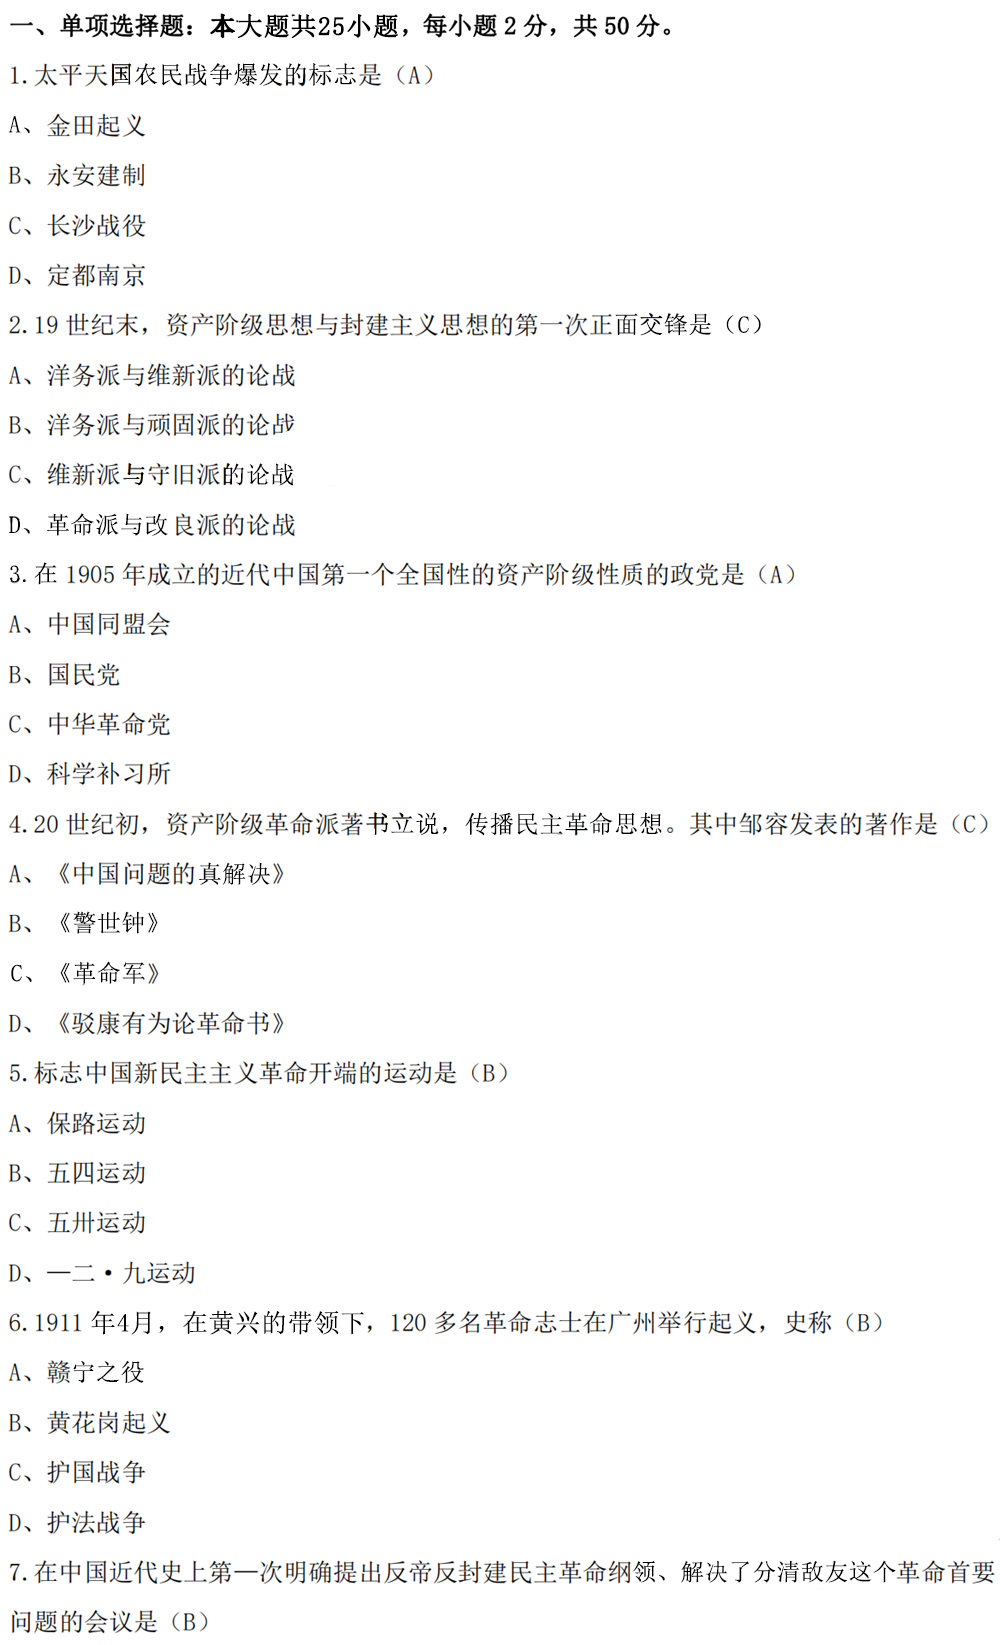 一、单项选择题：本大题共25小题，每小题2分，共50分。
1.太平天国农民战争爆发的标志是（A）
A、金田起义
B、永安建制
C、长沙战役
D、定都南京
2.19世纪末，资产阶级思想与封建主义思想的第一次正面交锋是（C）
A、洋务派与维新派的论战
B、洋务派与顽固派的论战
C、维新派与守旧派的论战
D、革命派与改良派的论战
3.在1905年成立的近代中国第一个全国性的资产阶级性质的政党是（A）
A、中国同盟会
B、国民党
C、中华革命党
D、科学补习所
4.20世纪初，资产阶级革命派著书立说，传播民主革命思想。其中邹容发表的著作是（C）
A、《中国问题的真解决》
B、《警世钟》
C、《革命军》
D、《驳康有为论革命书》
5.标志中国新民主主义革命开端的运动是（B）
A、保路运动
B、五四运动
C、五卅运动
D、—二·九运动
6.1911年4月，在黄兴的带领下，120多名革命志士在广州举行起义，史称（B）
A、赣宁之役
B、黄花岗起义
C、护国战争
D、护法战争
7.在中国近代史上第—次明确提出反帝反封建民主革命纲领、解决了分清敌友这个革命首要
问题的会议是（B）